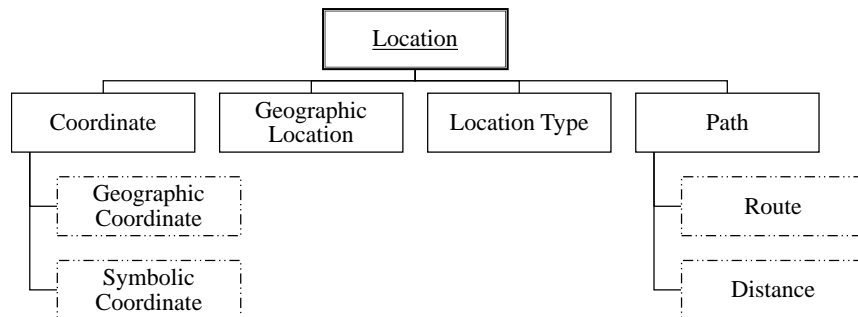 Location
Coordinate
Geographic
Location
Location Type
Path
Geographic
Coordinate
Route
Symbolic
Coordinate
Distance